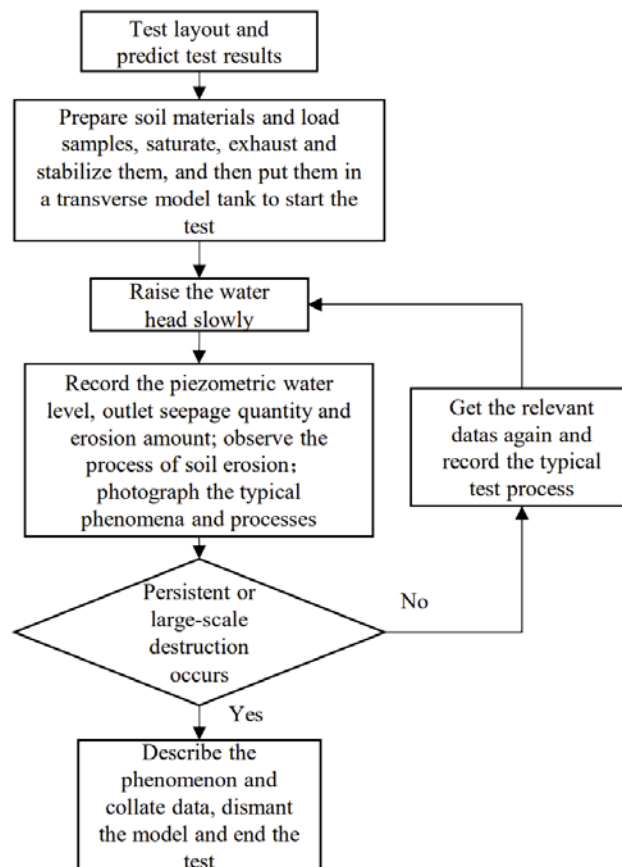 Test layout and
predict test results
Prepare soil materials and load
samples, saturate, exhaust and
stabilize them, and then put them in
a transverse model tank to start the
test
Raise the water
head slowly
Record the piezometric water
level, outlet seepage quantity and
erosion amount; observe the
process of soil erosion；
photograph the typical
phenomena and processes
Get the relevant
datas again and
record the typical
test process
Persistent or
large-scale
destruction
occurs
No
Yes
Describe the
phenomenon and
collate data, dismant
the model and end the
test